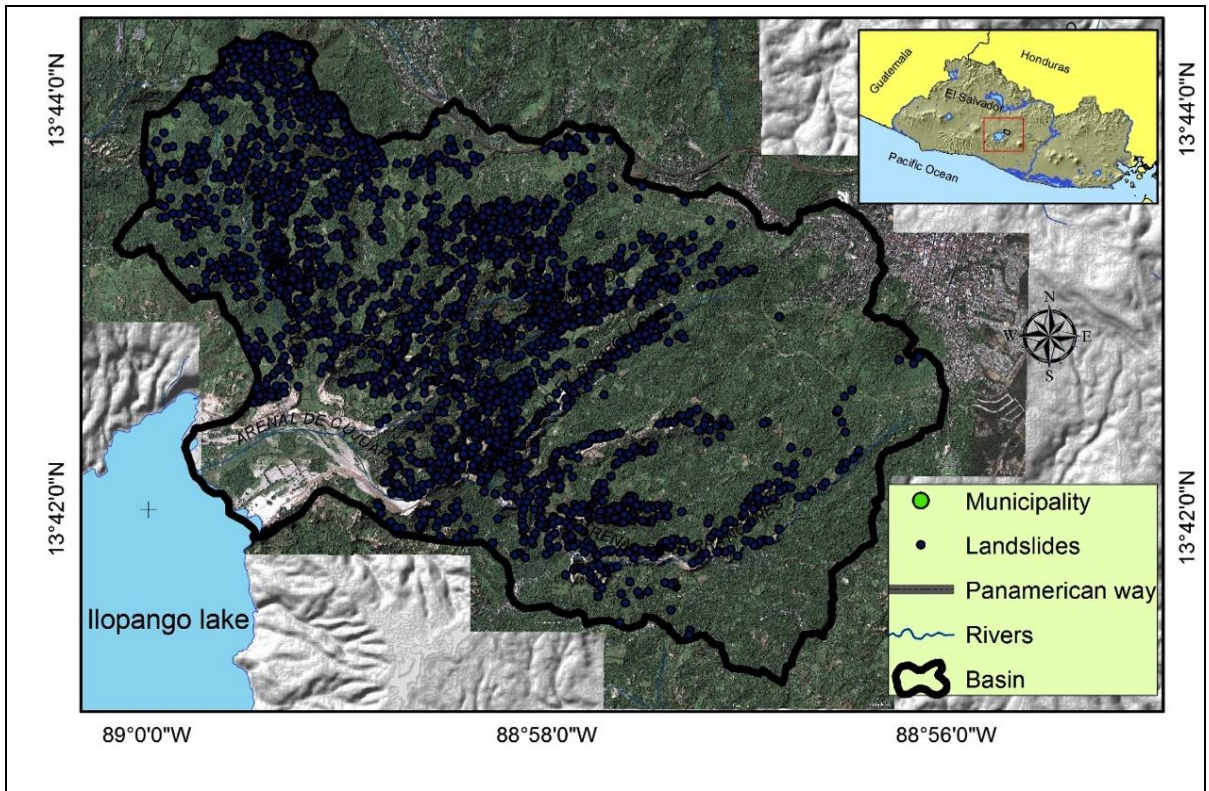 13°44'0"N
13°44'0"N
Guatemala
Honduras
El Salvador
Pacific Ocean
N
W
E
S
ARENAL DE
13°42'0"N
13°42'0"N
Ilopango lake
Municipality
Landslides
Panamerican way
Rivers
Basin
89°0'0"W
88°58'0"W
88°56'0"W